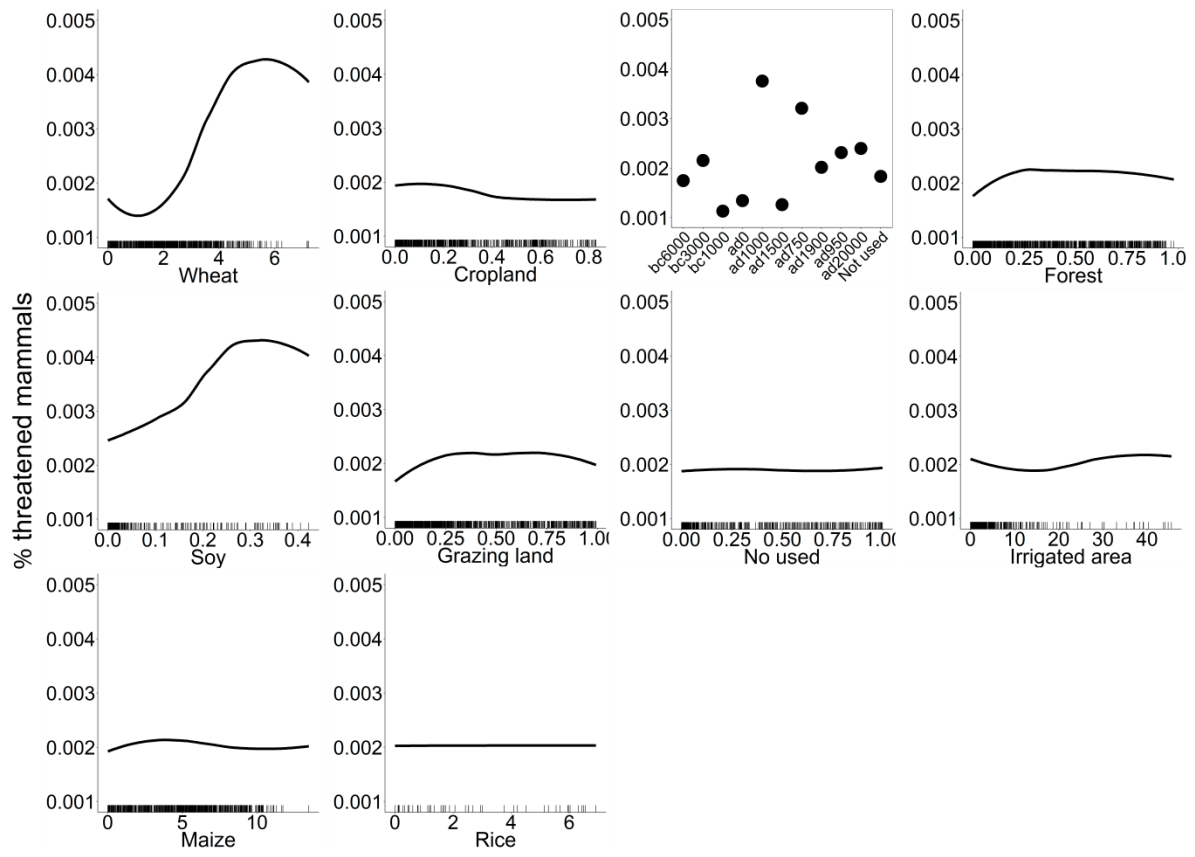 % threatened mammals
0.005
0.004
0.003
0.002
0.001
0 2 4 6
Wheat
0.005
0.004
0.003
0.002
0.001
0.0 0.2 0.4 0.6 0.8
Cropland
0.005
0.004
0.003
0.002
0.001
bc6000
bc3000
bc1000
ad0
ad1000
ad1500
ad750
ad1900
ad950
ad20000
Not used
0.005
0.004
0.003
0.002
0.001
0.00 0.25 0.50 0.75 1.0
Forest
0.005
0.004
0.003
0.002
0.001
0.0 0.1 0.2 0.3 0.4
Soy
0.005
0.004
0.003
0.002
0.001
0.00 0.25 0.50 0.75 1.00
Grazing land
0.005
0.004
0.003
0.002
0.001
0.00 0.25 0.50 0.75 1.00
No used
0.005
0.004
0.003
0.002
0.001
0 10 20 30 40
Irrigated area
0.005
0.004
0.003
0.002
0.001
0 5 10
Maize
0.005
0.004
0.003
0.002
0.001
0 2 4 6
Rice